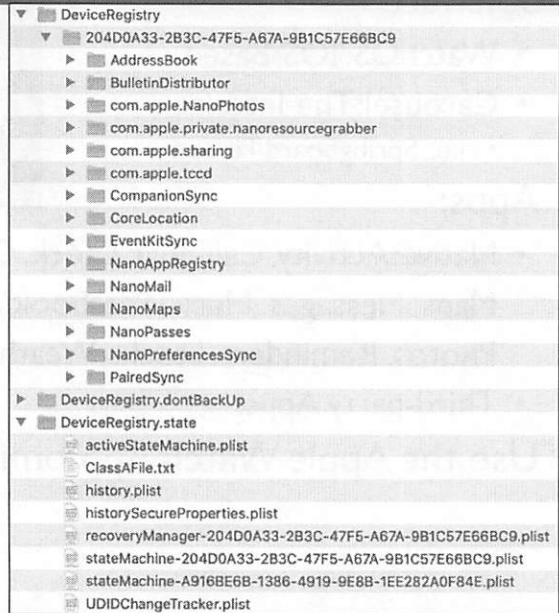 DeviceRegistry
204D0A33-2B3C-47F5-A67A-9B1C57E66BC9
AddressBook
BulletinDistributor
com.apple.NanoPhotos
com.apple.private.nanoresourcegrabber
com.apple.sharing
com.apple.tccd
CompanionSync
CoreLocation
EventKitSync
NanoAppRegistry
NanoMail
NanoMaps
NanoPasses
NanoPreferencesSync
PairedSync
DeviceRegistry.dontBackUp
DeviceRegistry.state
activeStateMachine.plist
ClassAFile.txt
history.plist
historySecureProperties.plist
recoveryManager-204D0A33-2B3C-47F5-A67A-9B1C57E66BC9.plist
stateMachine-204D0A33-2B3C-47F5-A67A-9B1C57E66BC9.plist
stateMachine-A916BE6B-1386-4919-9E8B-1EE282A0F84E.plist
UDIDChangeTracker.plist